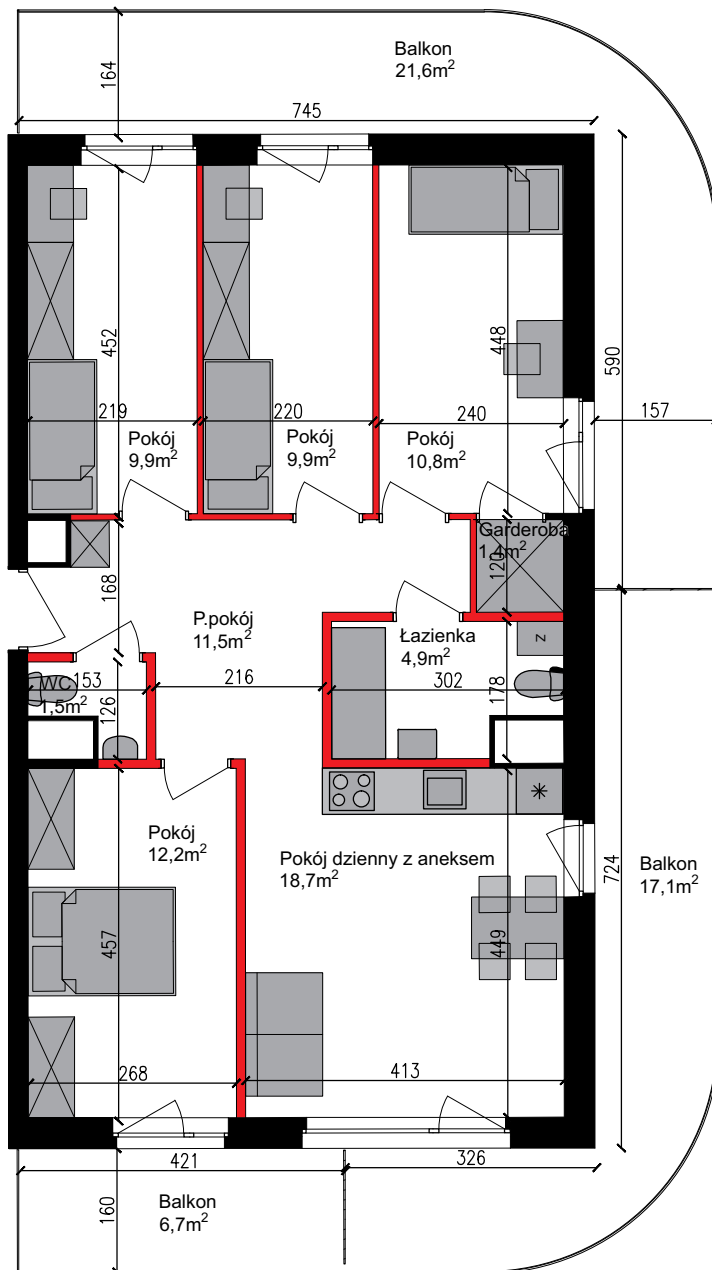 Balkon
21,6m²
164
745
452
448
590
219
220
240
157
Pokój
9,9m²
Pokój
9,9m²
Pokój
10,8m²
Garderoba
1,4m²
120
168
P.pokój
11,5m²
Łazienka
4,9m²
z
WC
153
1,5m²
126
216
302
178
Pokój
12,2m²
Pokój dzienny z aneksem
18,7m²
724
Balkon
17,1m²
457
449
268
413
421
326
160
Balkon
6,7m²